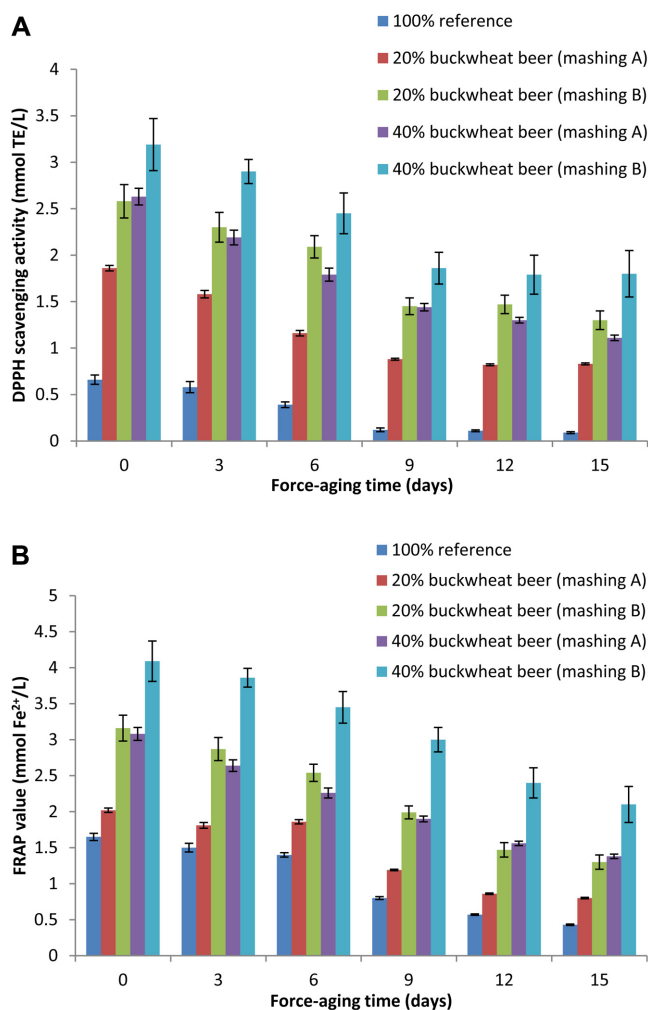 A
100% reference
20% buckwheat beer (mashing A)
20% buckwheat beer (mashing B)
40% buckwheat beer (mashing A)
40% buckwheat beer (mashing B)
DPPH scavenging activity (mmol TE/L)
4
3.5
3
2.5
2
1.5
1
0.5
0
0 3 6 9 12 15
Force-aging time (days)
B
100% reference
20% buckwheat beer (mashing A)
20% buckwheat beer (mashing B)
40% buckwheat beer (mashing A)
40% buckwheat beer (mashing B)
FRAP value (mmol Fe²⁺/L)
5
4.5
4
3.5
3
2.5
2
1.5
1
0.5
0
0 3 6 9 12 15
Force-aging time (days)